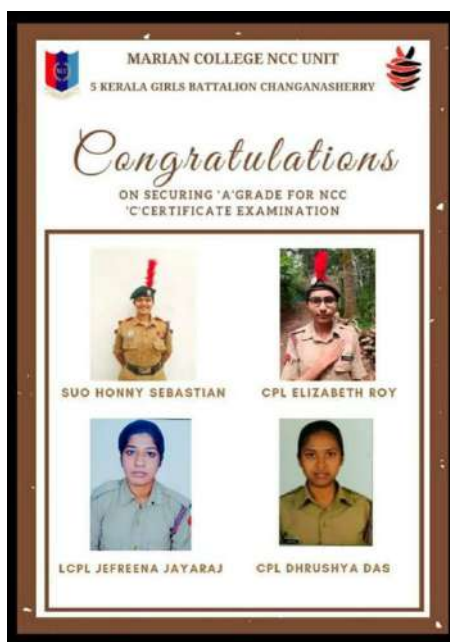 MARIAN COLLEGE NCC UNIT
NCC
5 KERALA GIRLS BATTALION CHANGANASHERRY
Congratulations
ON SECURING 'A'GRADE FOR NCC
'C'CERTIFICATE EXAMINATION
SUO HONNY SEBASTIAN
CPL ELIZABETH ROY
LCPL JEFREENA JAYARAJ
CPL DHRUSHYA DAS